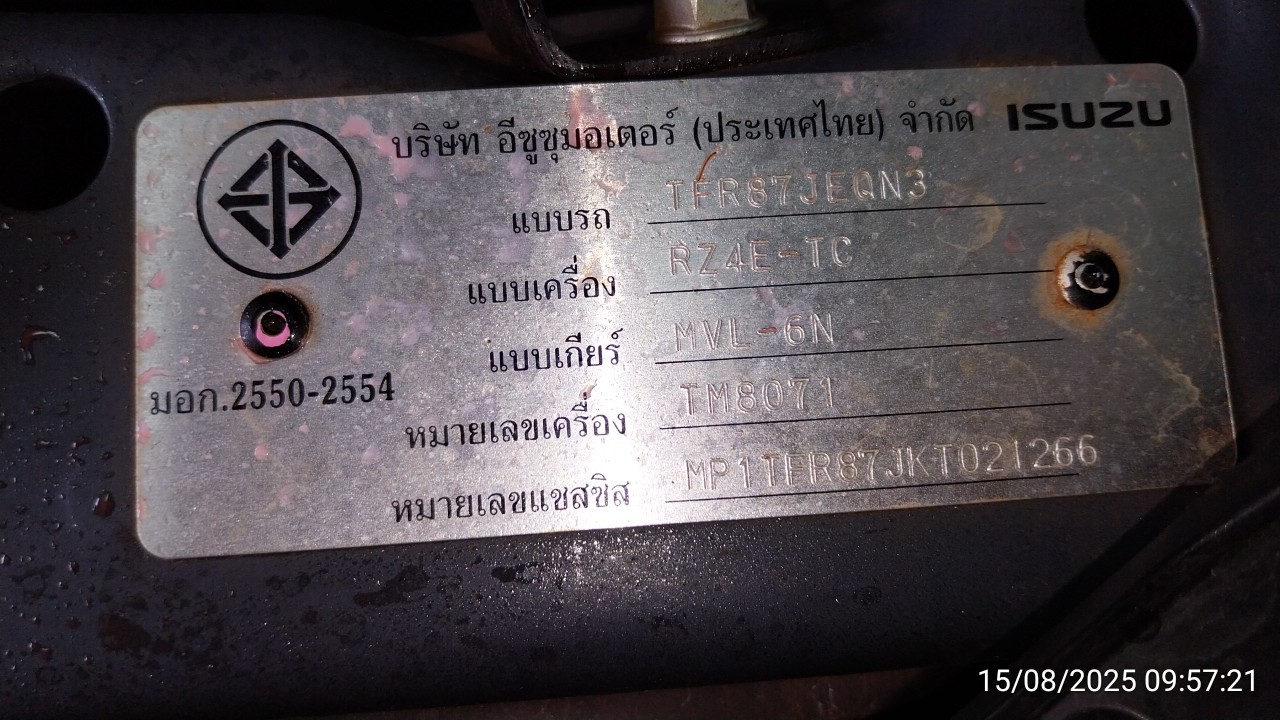 บริษัท อีซูซุมอเตอร์ (ประเทศไทย) จำกัด ISUZU
แบบรถ TFR87JEQN3
แบบเครื่อง RZ4E-TC
แบบเกียร์ MVL-6N
มอก.2550-2554
หมายเลขเครื่อง TM8071
หมายเลขแชสซิส MP1TFR87JKT021266
15/08/2025 09:57:21